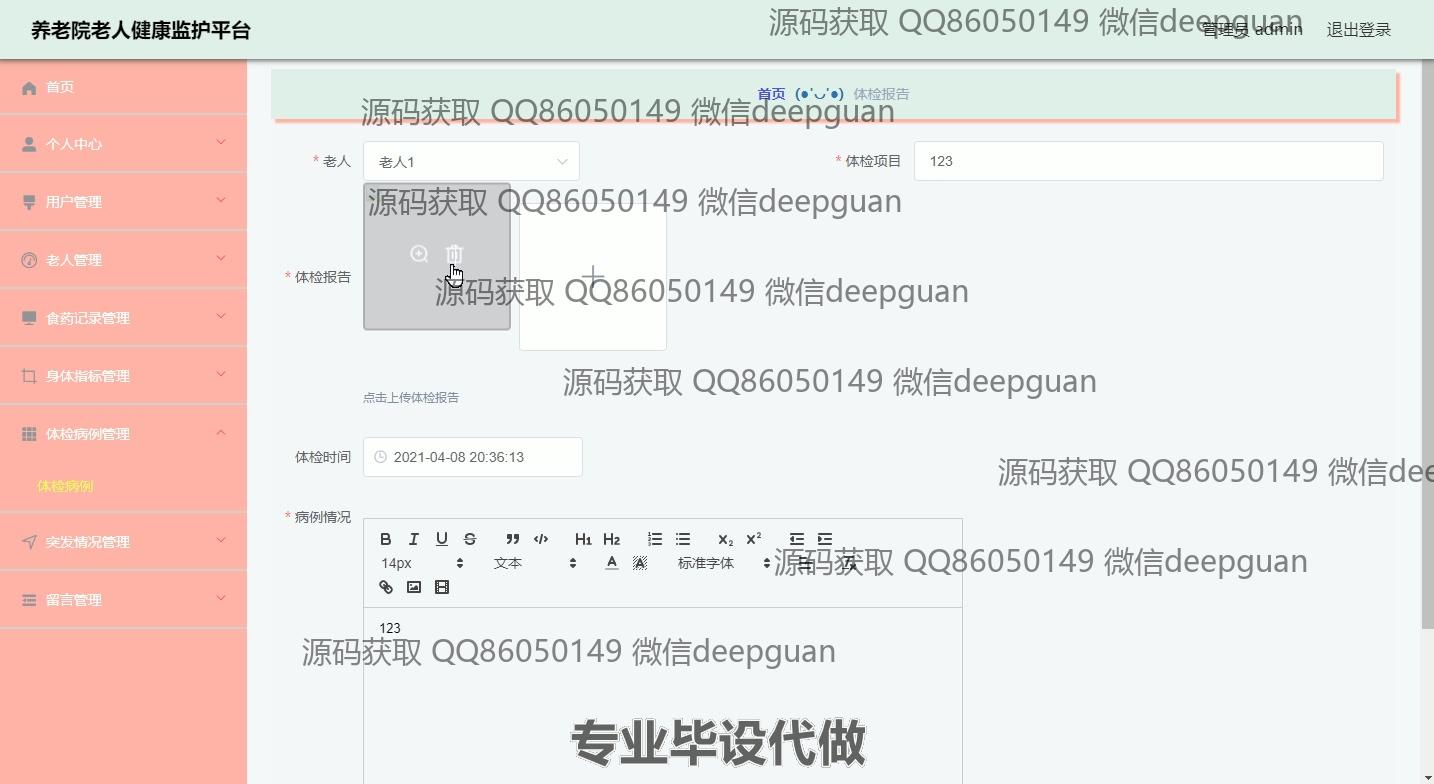 养老院老人健康监护平台
源码获取 QQ86050149 微信deepguan
管理员 admin
退出登录
首页
个人中心
用户管理
老人管理
食药记录管理
身体指标管理
体检病例管理
体检病例
突发情况管理
留言管理
首页 (●'◡'●) 体检报告
源码获取 QQ86050149 微信deepguan
* 老人
老人1
* 体检项目
123
源码获取 QQ86050149 微信deepguan
* 体检报告
源码获取 QQ86050149 微信deepguan
源码获取 QQ86050149 微信deepguan
点击上传体检报告
体检时间
2021-04-08 20:36:13
源码获取 QQ86050149 微信dee
* 病例情况
B I U S H1 H2 X2 X2
14px 文本 A A 标准字体
源码获取 QQ86050149 微信deepguan
123
源码获取 QQ86050149 微信deepguan
专业毕设代做